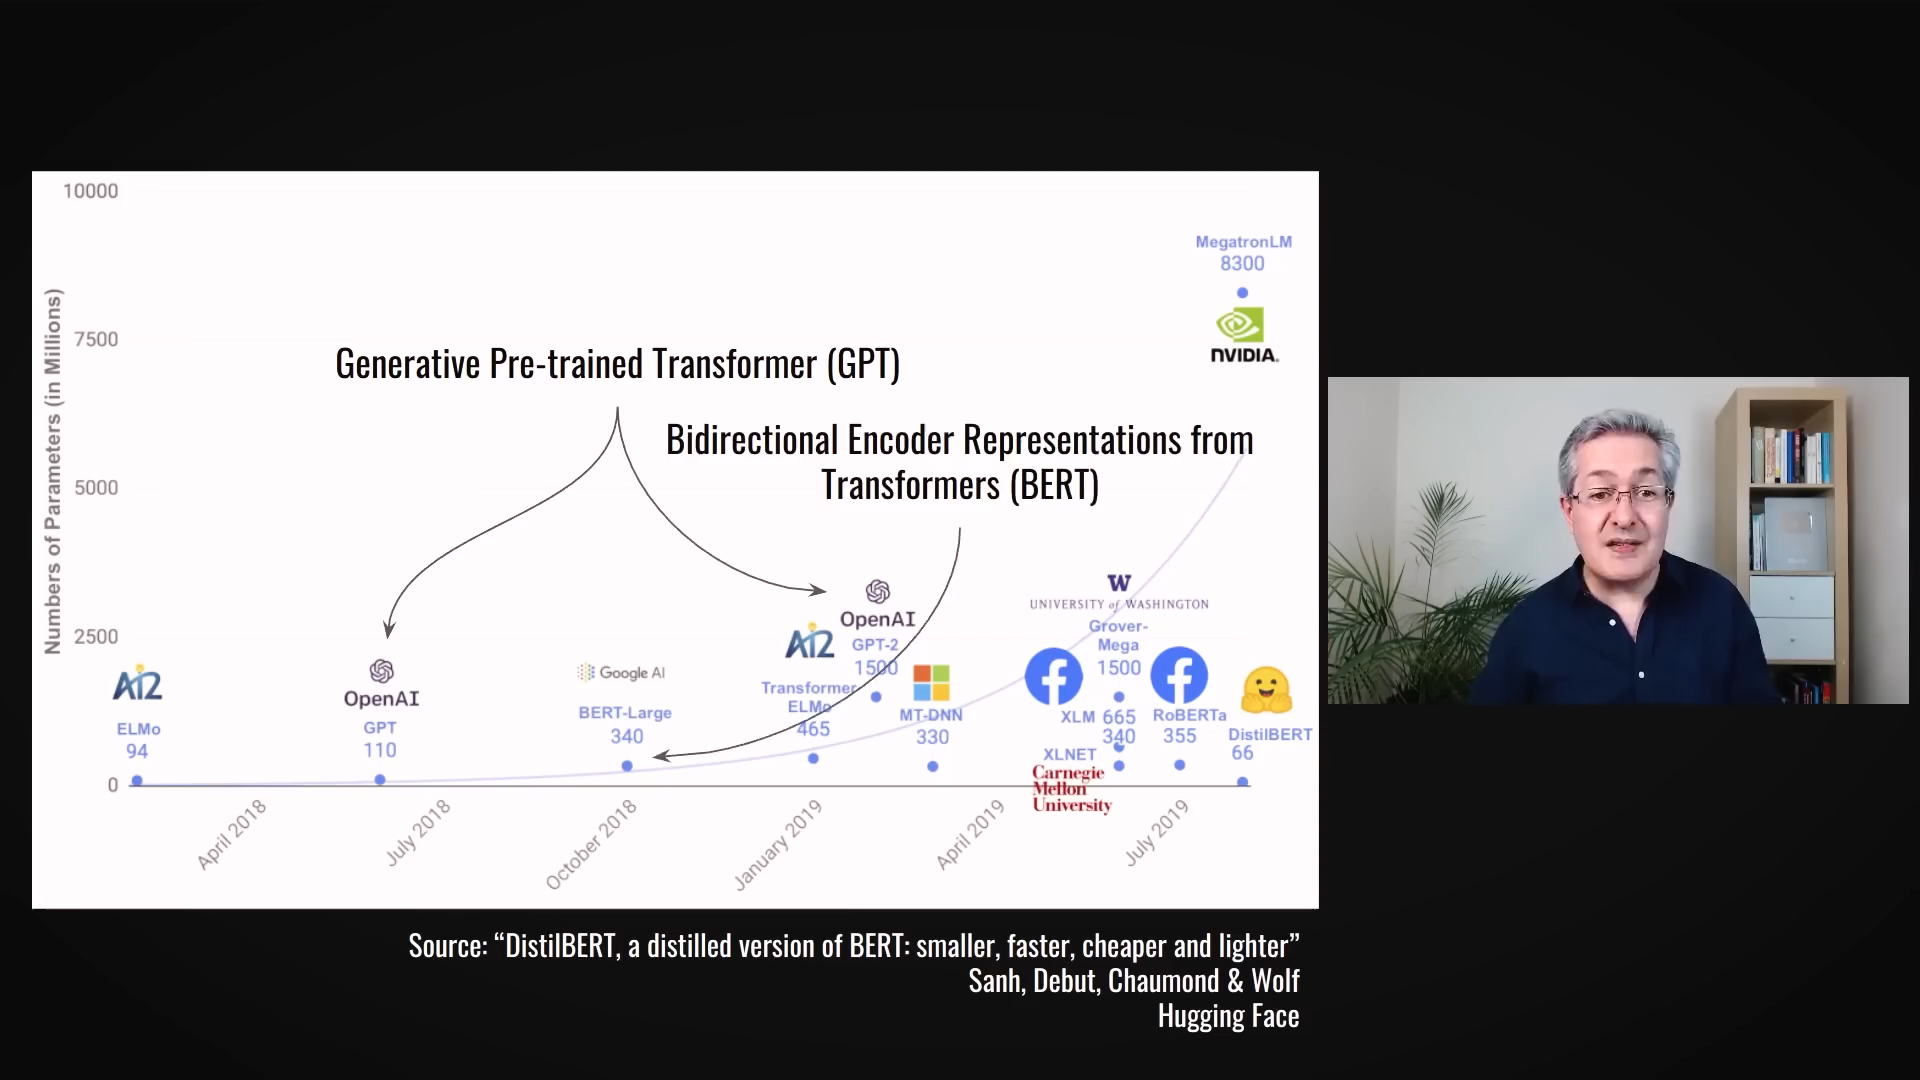 10000
7500
5000
2500
0
Numbers of Parameters (in Millions)
MegatronLM
8300
NVIDIA.
Generative Pre-trained Transformer (GPT)
Bidirectional Encoder Representations from
Transformers (BERT)
AI2
ELMo
94
OpenAI
GPT
110
Google AI
BERT-Large
340
AI2
Transformer
ELMo
465
OpenAI
GPT-2
1500
MT-DNN
330
W
UNIVERSITY of WASHINGTON
Grover-
Mega
1500
XLM 665
340
XLNET
Carnegie
Mellon
University
RoBERTa
355
DistilBERT
66
April 2018
July 2018
October 2018
January 2019
April 2019
July 2019
Source: “DistilBERT, a distilled version of BERT: smaller, faster, cheaper and lighter”
Sanh, Debut, Chaumond & Wolf
Hugging Face